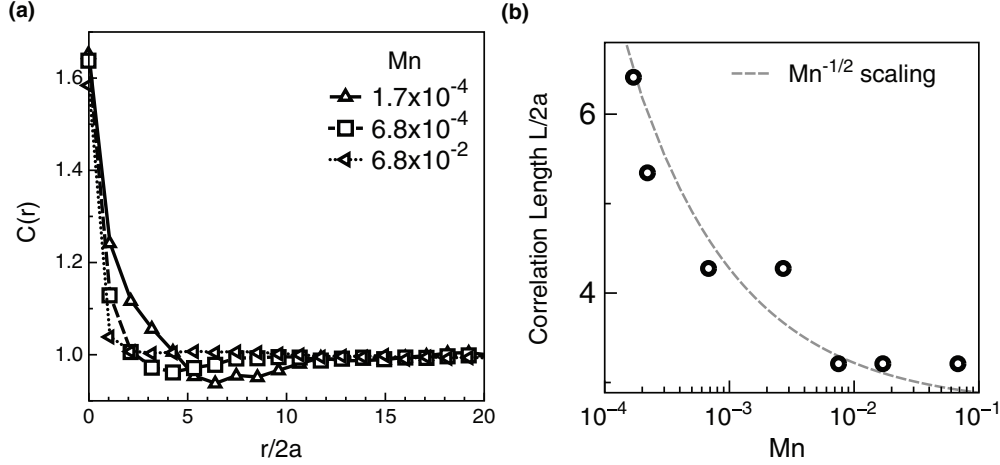 (a)
Mn
1.7x10-4
6.8x10-4
6.8x10-2
C(r)
1.6
1.4
1.2
1.0
0
5
10
15
20
r/2a
(b)
Mn-1/2 scaling
Correlation Length L/2a
6
4
10-4
10-3
10-2
10-1
Mn